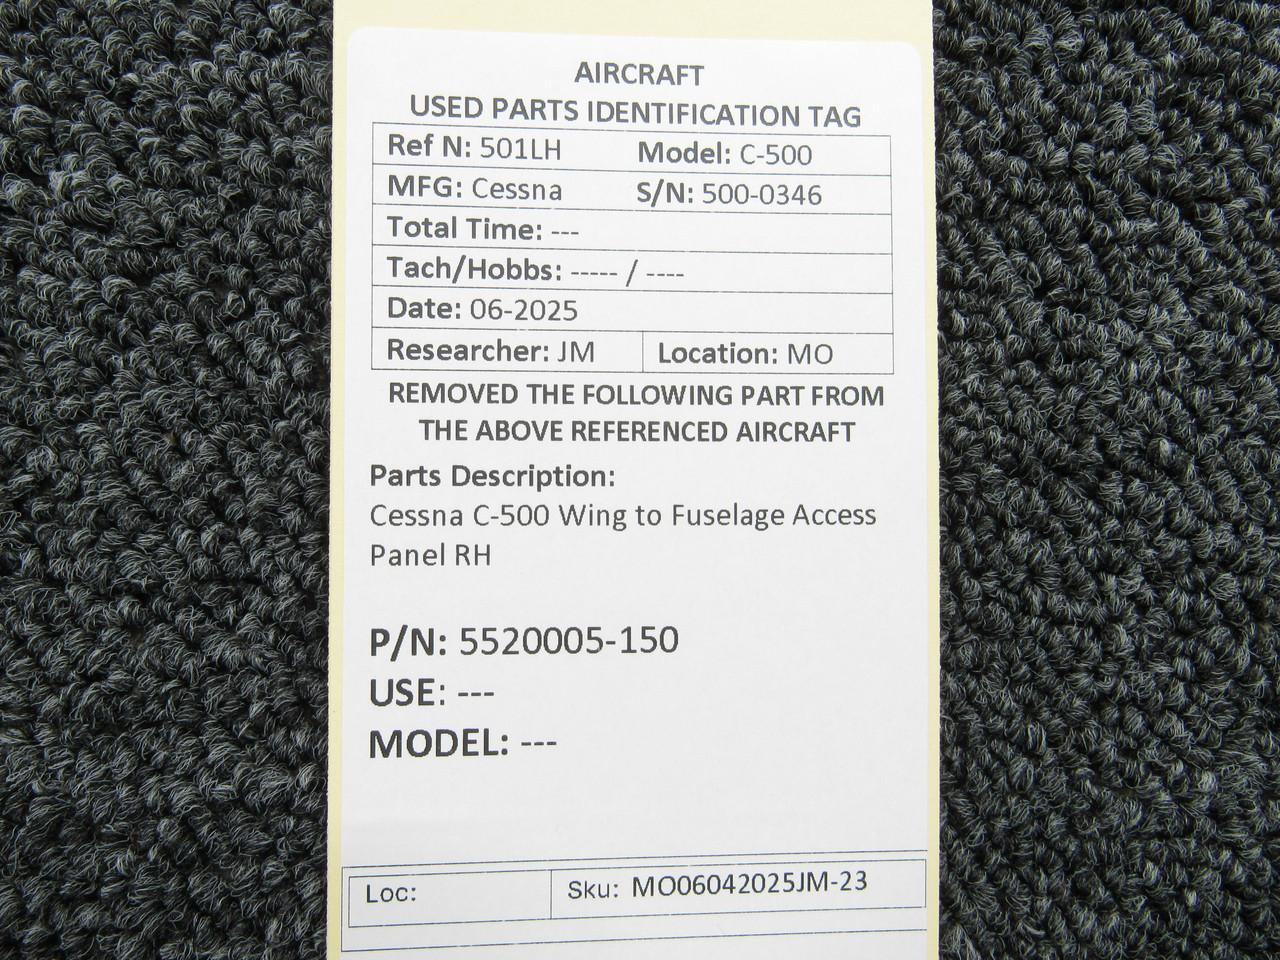 AIRCRAFT
USED PARTS IDENTIFICATION TAG
Ref N: 501LH Model: C-500
MFG: Cessna S/N: 500-0346
Total Time: ---
Tach/Hobbs: ----- / ----
Date: 06-2025
Researcher: JM Location: MO
REMOVED THE FOLLOWING PART FROM
THE ABOVE REFERENCED AIRCRAFT
Parts Description:
Cessna C-500 Wing to Fuselage Access
Panel RH
P/N: 5520005-150
USE: ---
MODEL: ---
Loc: Sku: MO06042025JM-23